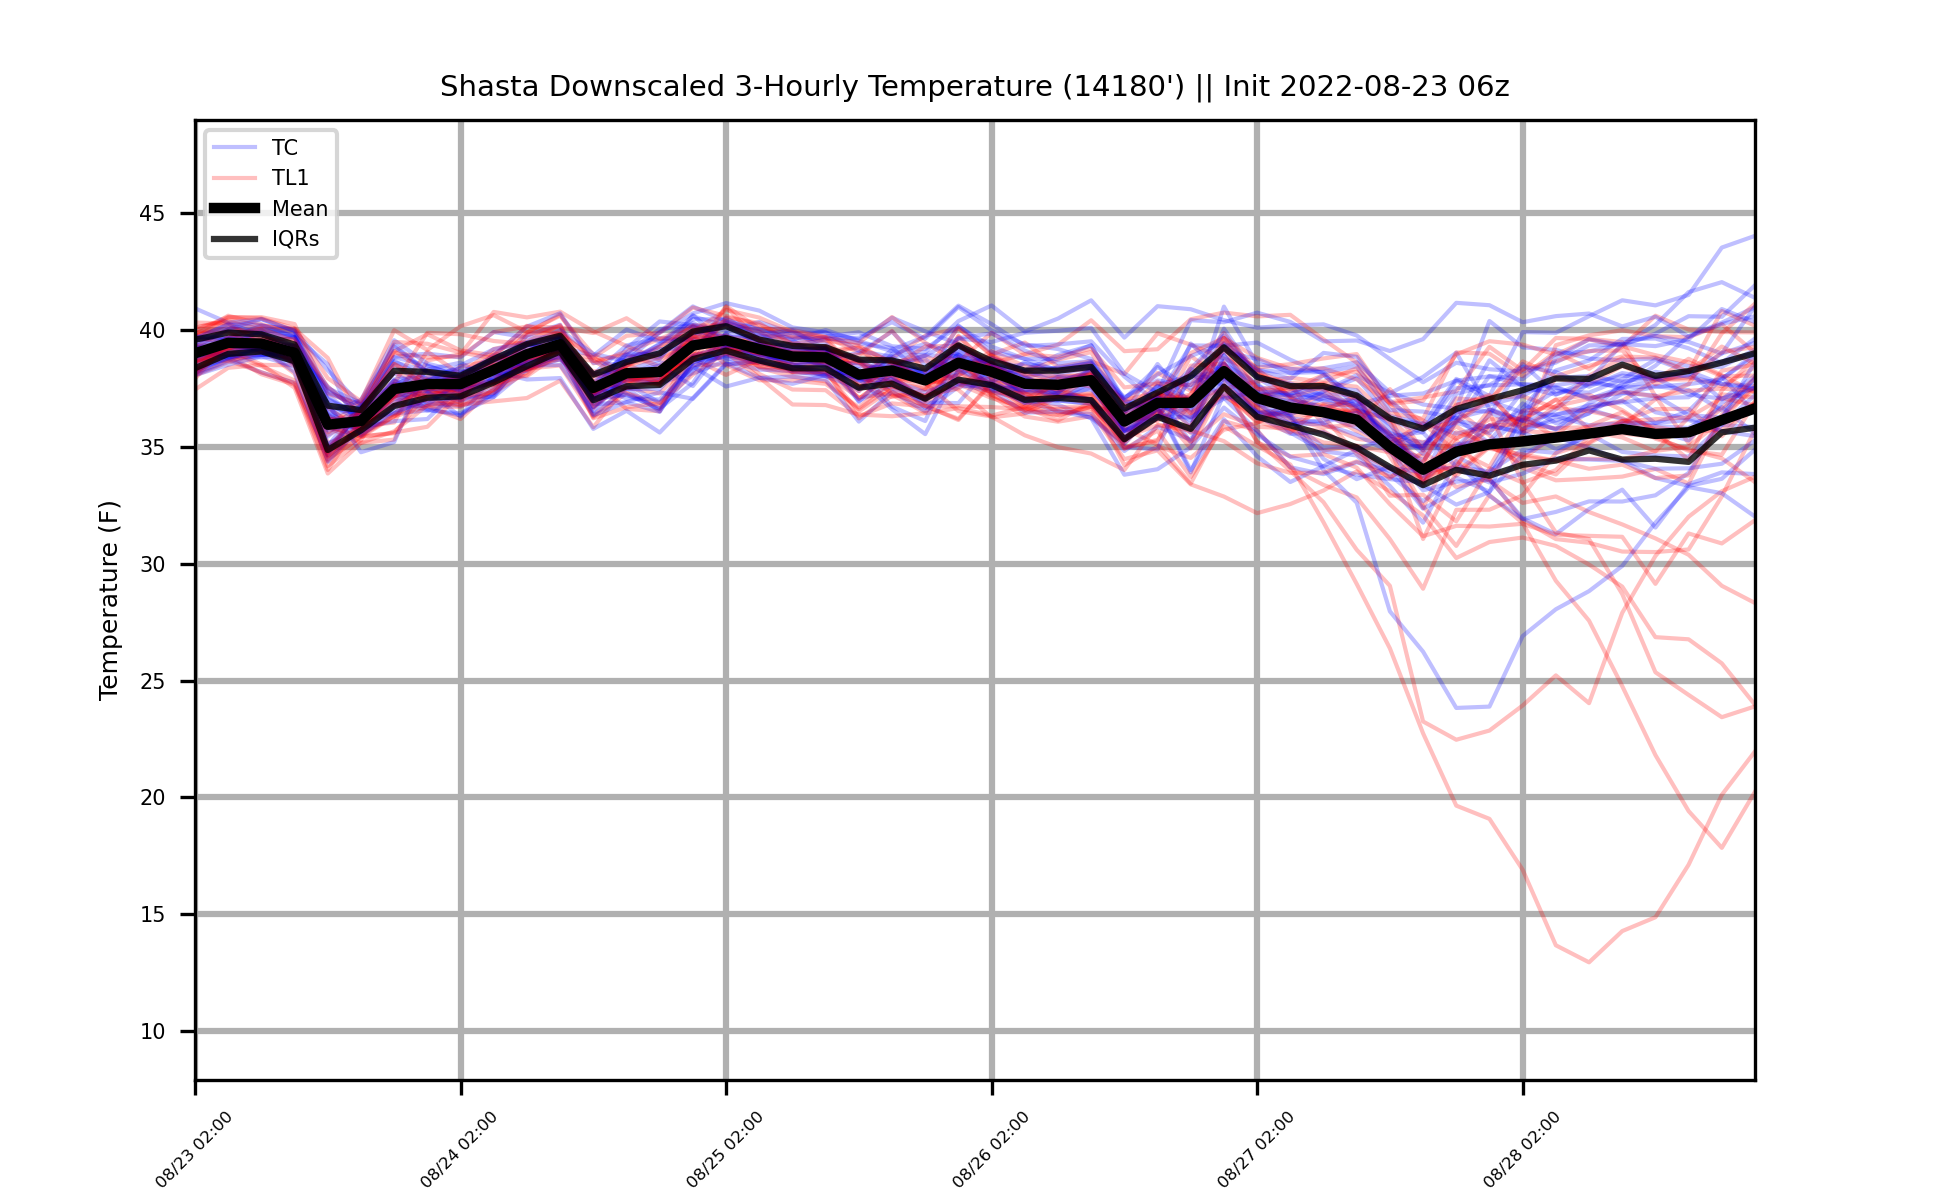 Shasta Downscaled 3-Hourly Temperature (14180') || Init 2022-08-23 06z
TC
TL1
Mean
IQRs
45
40
35
30
25
20
15
10
Temperature (F)
08/23 02:00
08/24 02:00
08/25 02:00
08/26 02:00
08/27 02:00
08/28 02:00